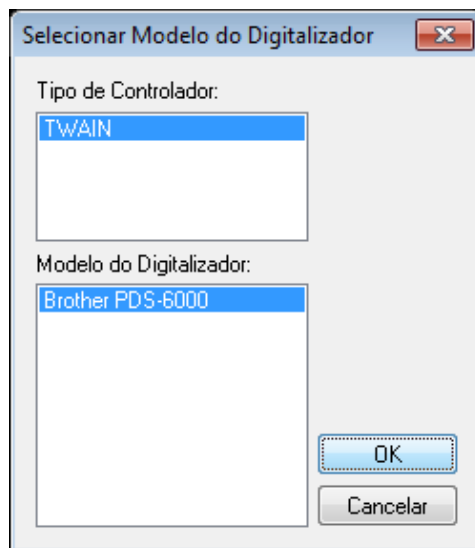 Selecionar Modelo do Digitalizador
Tipo de Controlador:
TWAIN
Modelo do Digitalizador:
Brother PDS-6000
OK
Cancelar